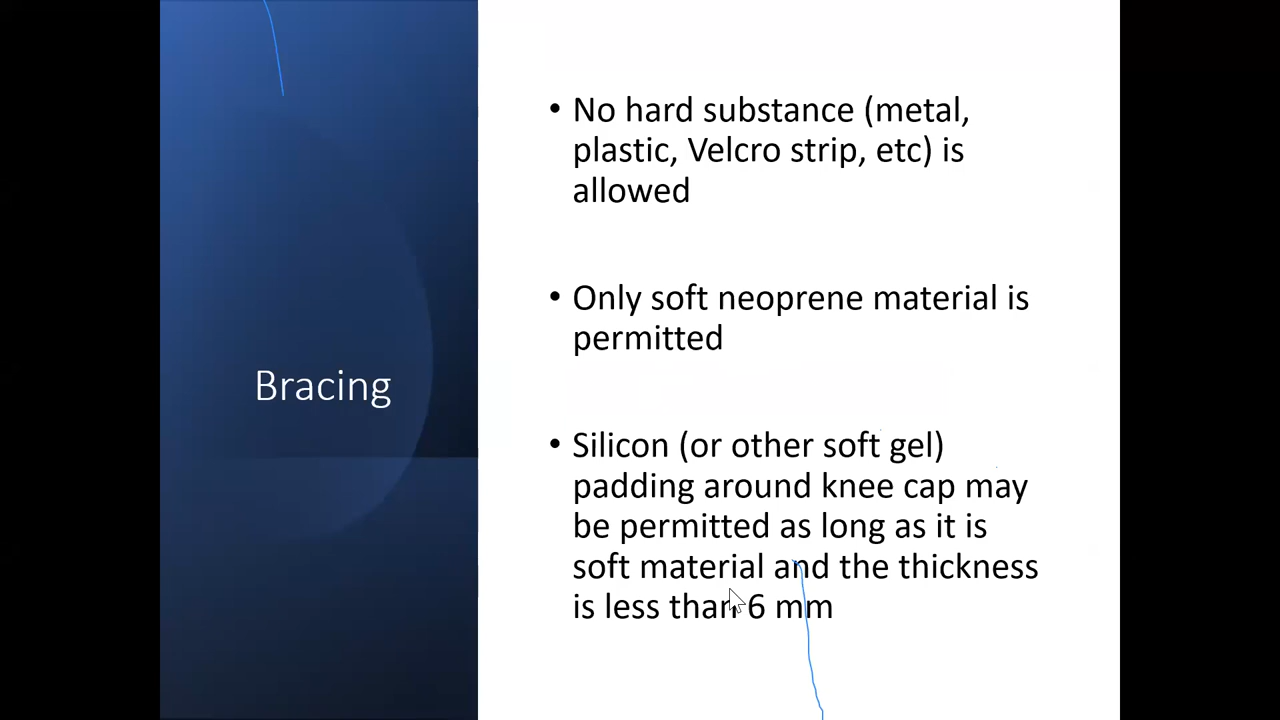 Bracing
• No hard substance (metal,
plastic, Velcro strip, etc) is
allowed
• Only soft neoprene material is
permitted
• Silicon (or other soft gel)
padding around knee cap may
be permitted as long as it is
soft material and the thickness
is less than 6 mm